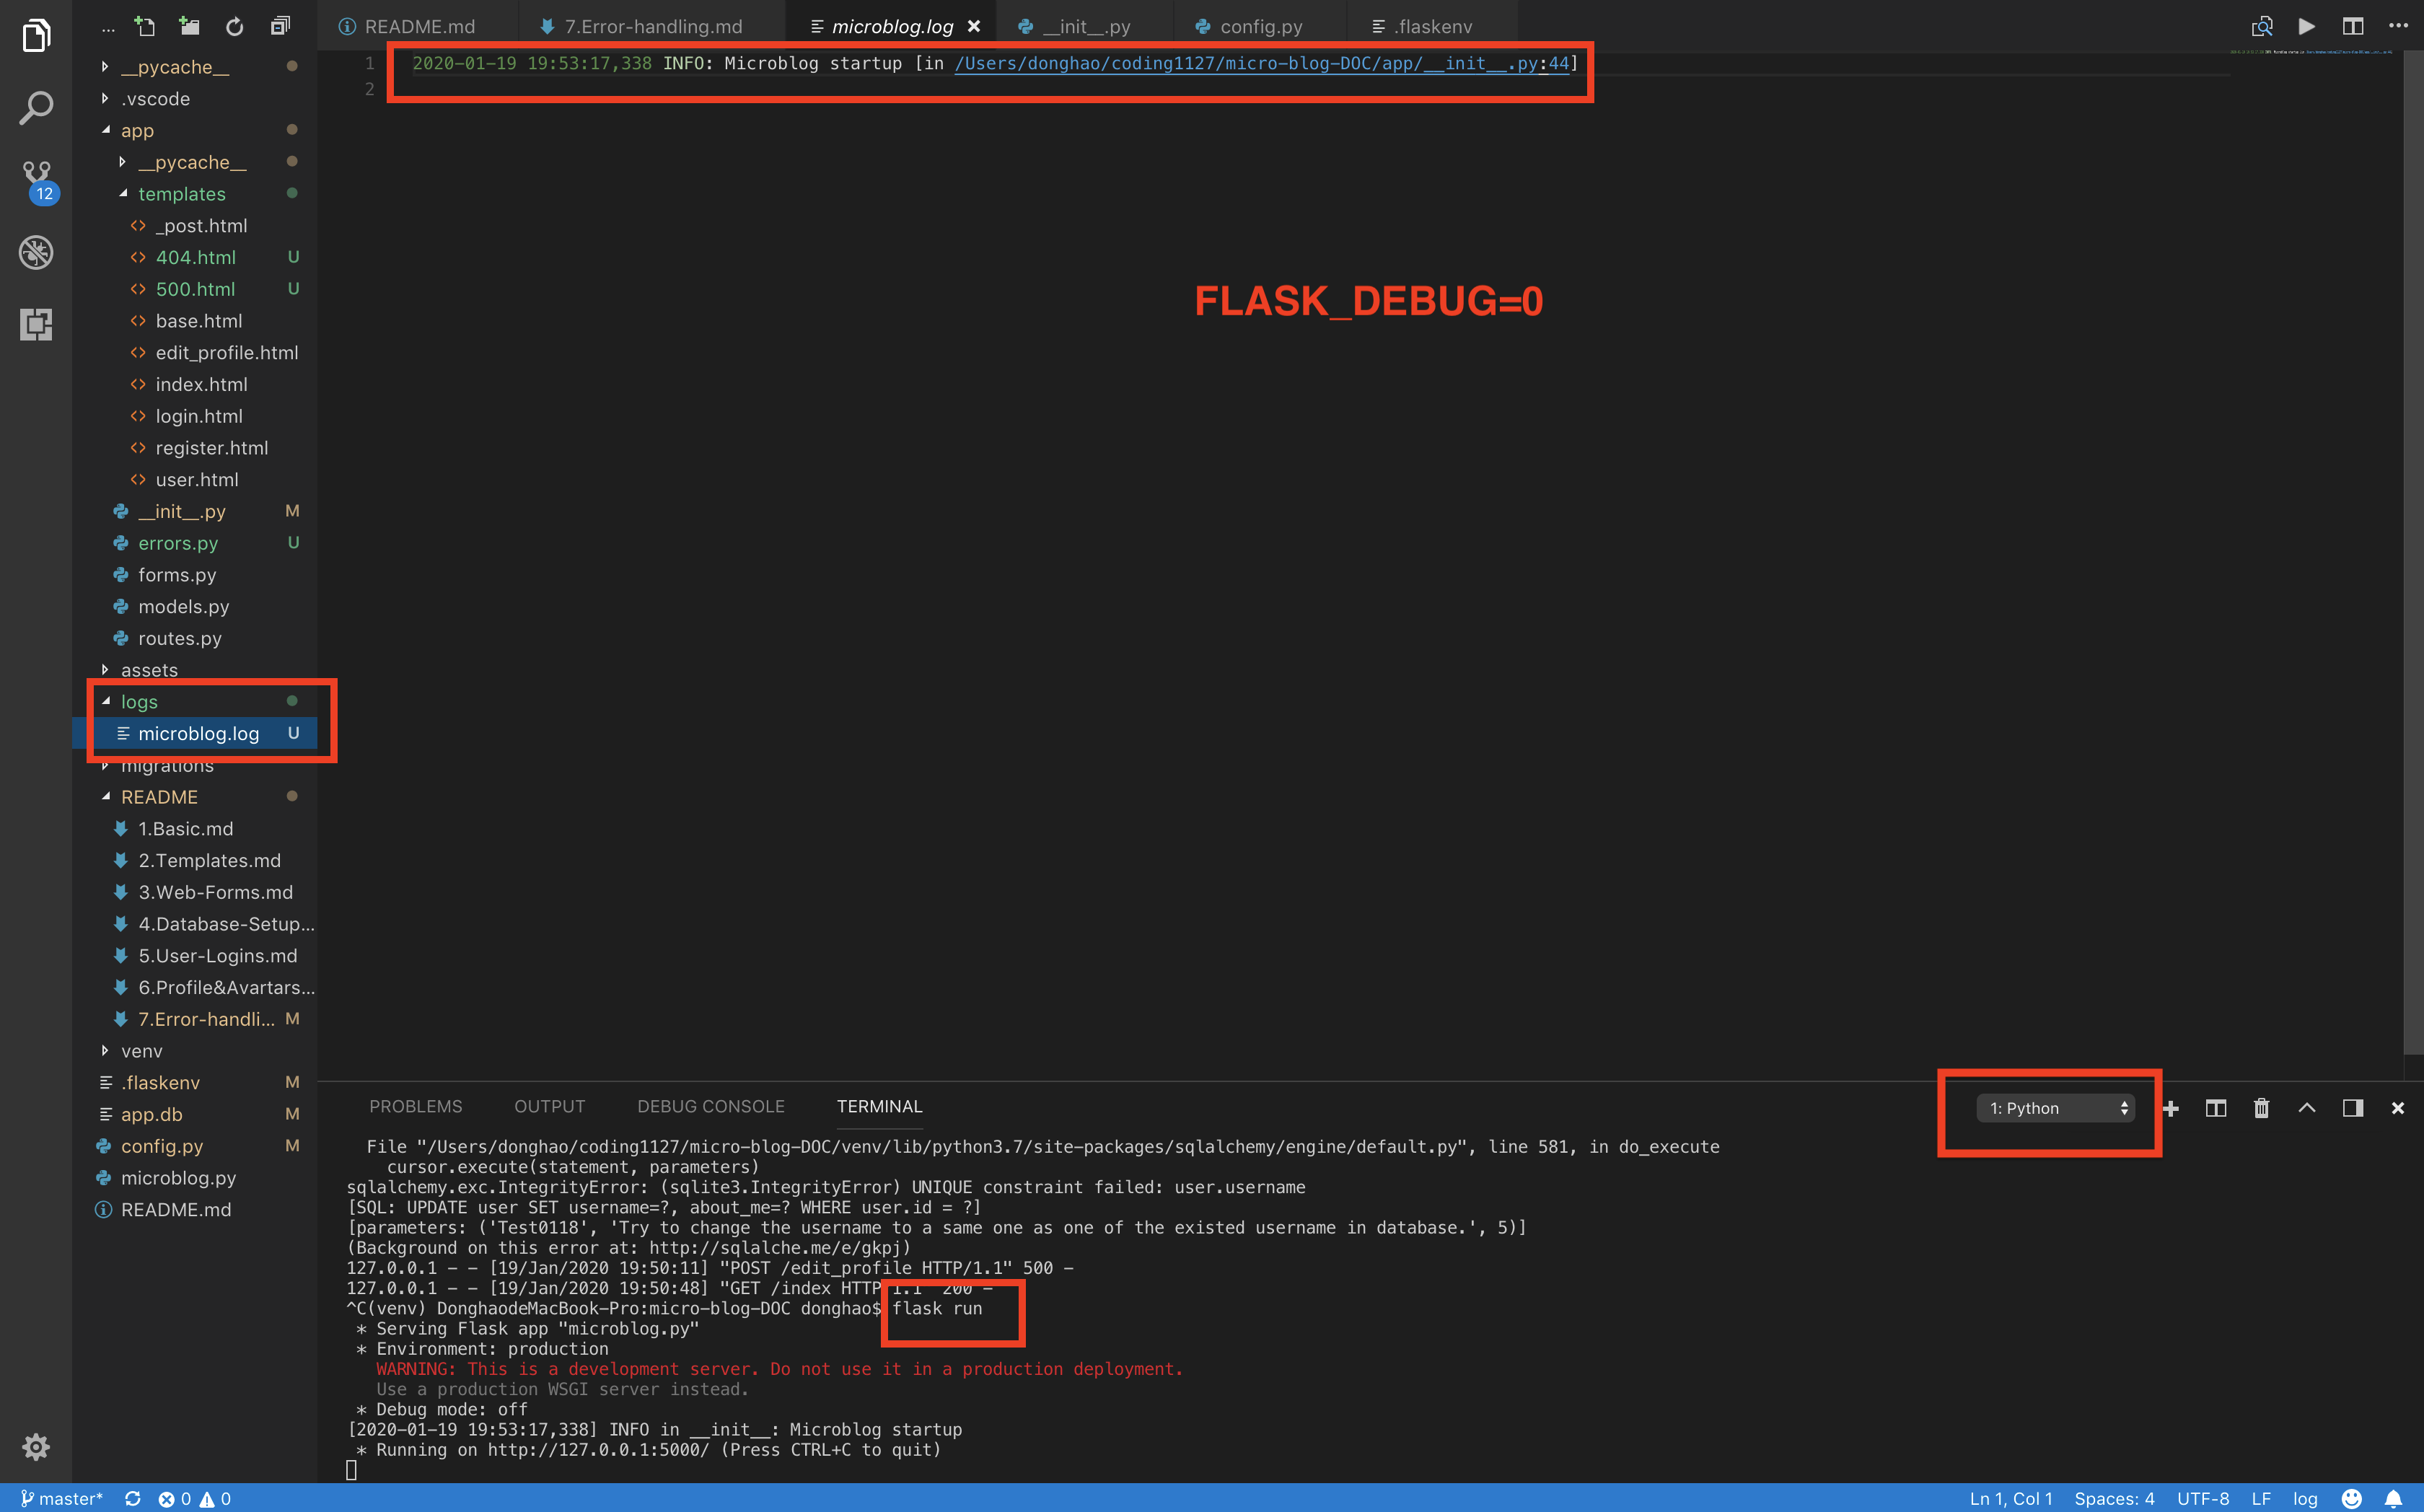 README.md
7.Error-handling.md
microblog.log
__init__.py
config.py
.flaskenv
1 2020-01-19 19:53:17,338 INFO: Microblog startup [in /Users/donghao/coding1127/micro-blog-DOC/app/__init__.py:44]
2
FLASK_DEBUG=0
12
__pycache__
.vscode
app
__pycache__
templates
_post.html
404.html U
500.html U
base.html
edit_profile.html
index.html
login.html
register.html
user.html
__init__.py M
errors.py U
forms.py
models.py
routes.py
assets
logs
microblog.log U
migrations
README
1.Basic.md
2.Templates.md
3.Web-Forms.md
4.Database-Setup...
5.User-Logins.md
6.Profile&Avartars...
7.Error-handli... M
venv
.flaskenv M
app.db M
config.py M
microblog.py
README.md
PROBLEMS OUTPUT DEBUG CONSOLE TERMINAL
1: Python
File "/Users/donghao/coding1127/micro-blog-DOC/venv/lib/python3.7/site-packages/sqlalchemy/engine/default.py", line 581, in do_execute
cursor.execute(statement, parameters)
sqlalchemy.exc.IntegrityError: (sqlite3.IntegrityError) UNIQUE constraint failed: user.username
[SQL: UPDATE user SET username=?, about_me=? WHERE user.id = ?]
[parameters: ('Test0118', 'Try to change the username to a same one as one of the existed username in database.', 5)]
(Background on this error at: http://sqlalche.me/e/gkpj)
127.0.0.1 - - [19/Jan/2020 19:50:11] "POST /edit_profile HTTP/1.1" 500 -
127.0.0.1 - - [19/Jan/2020 19:50:48] "GET /index HTTP/1.1" 200 -
^C(venv) DonghaodeMacBook-Pro:micro-blog-DOC donghao$ flask run
* Serving Flask app "microblog.py"
* Environment: production
WARNING: This is a development server. Do not use it in a production deployment.
Use a production WSGI server instead.
* Debug mode: off
[2020-01-19 19:53:17,338] INFO in __init__: Microblog startup
* Running on http://127.0.0.1:5000/ (Press CTRL+C to quit)
master* 0 0 Ln 1, Col 1 Spaces: 4 UTF-8 LF log